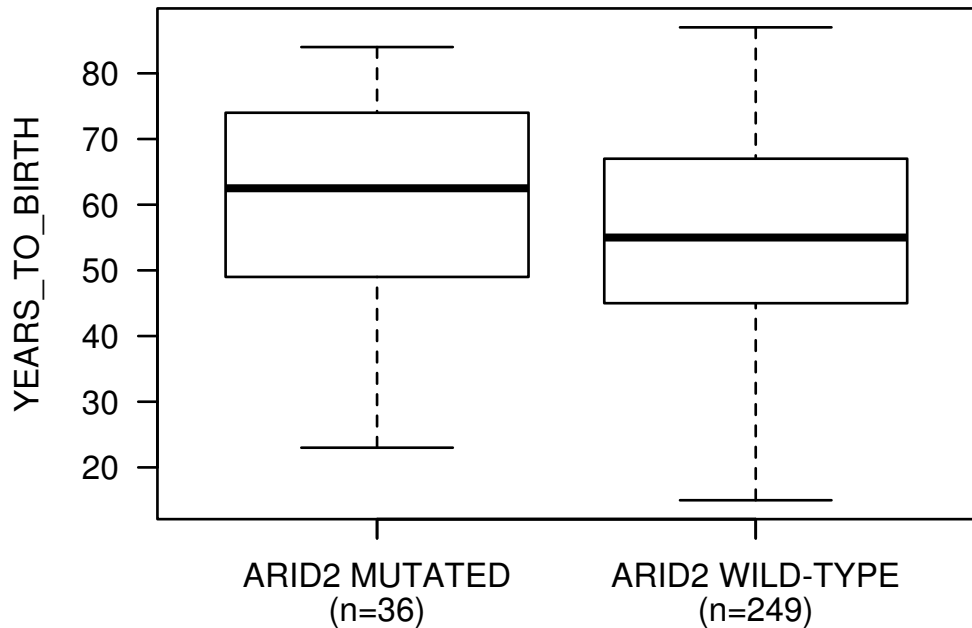 YEARS_TO_BIRTH
80
70
60
50
40
30
20
ARID2 MUTATED
(n=36)
ARID2 WILD-TYPE
(n=249)